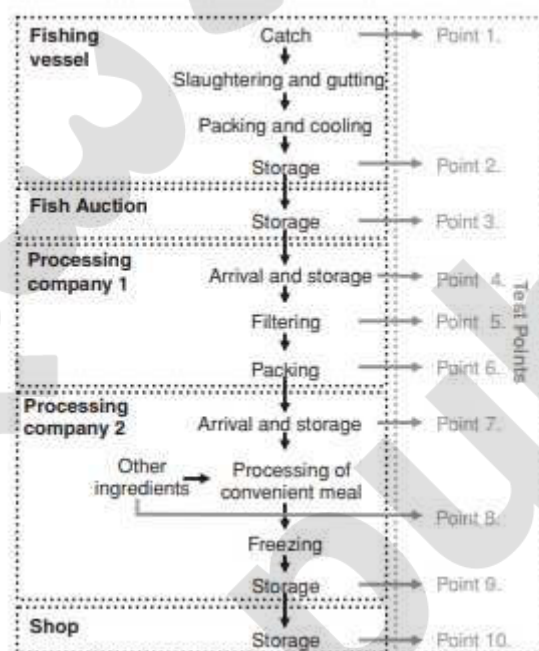 Fishing vessel
Catch
Point 1.
Slaughtering and gutting
Packing and cooling
Storage
Point 2.
Fish Auction
Storage
Point 3.
Processing company 1
Arrival and storage
Point 4.
Filtering
Point 5.
Packing
Point 6.
Processing company 2
Arrival and storage
Point 7.
Other ingredients
Processing of convenient meal
Point 8.
Freezing
Storage
Point 9.
Shop
Storage
Point 10.
Test Points